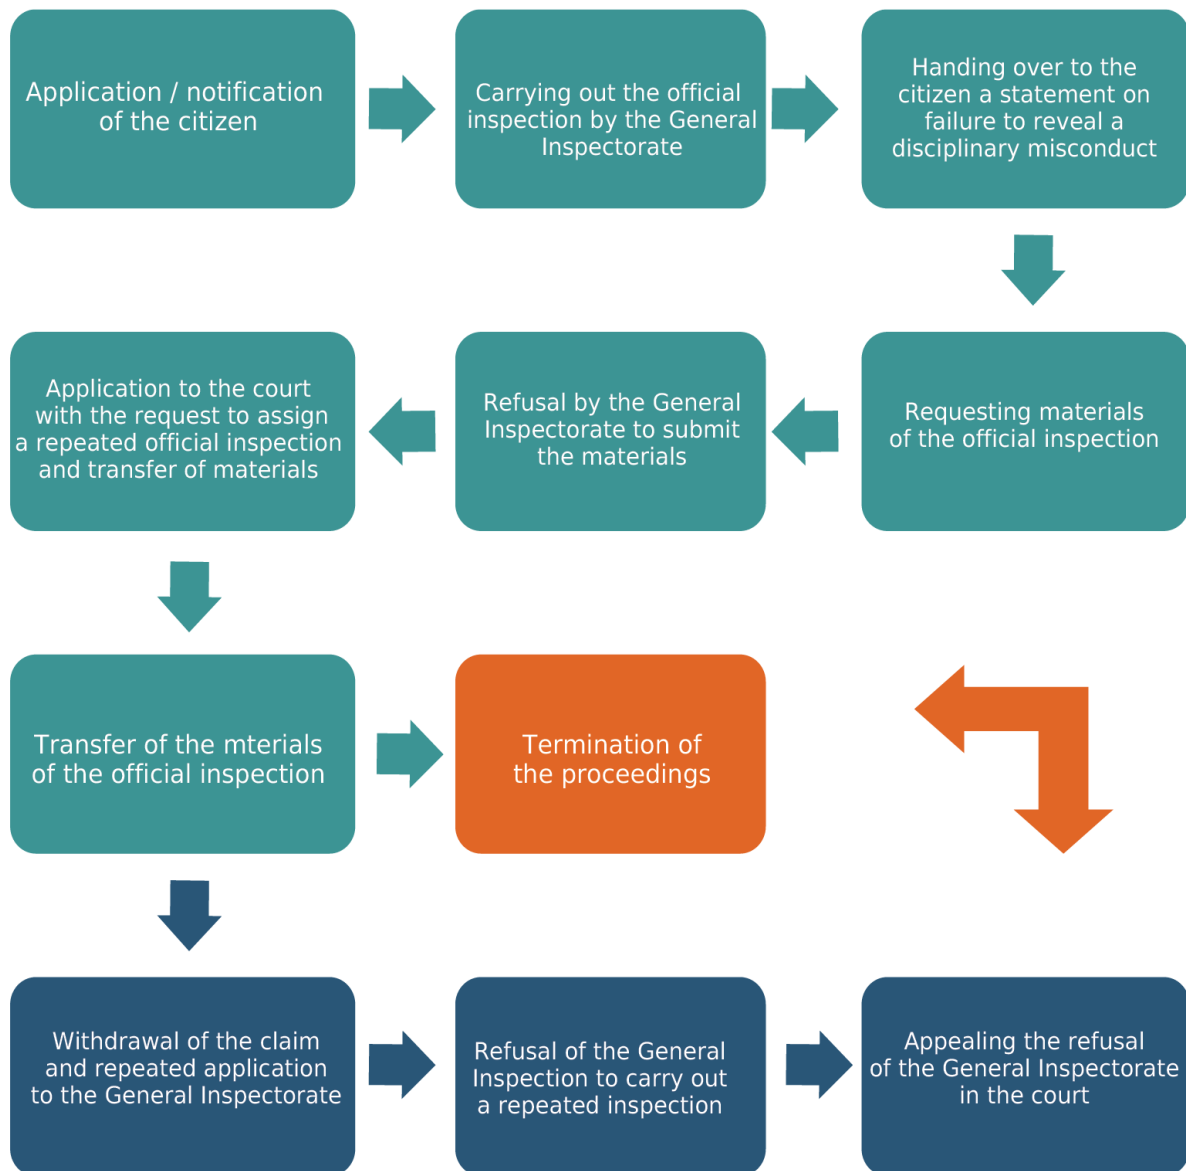 Application / notification
of the citizen
Carrying out the official
inspection by the General
Inspectorate
Handing over to the
citizen a statement on
failure to reveal a
disciplinary misconduct
Requesting materials
of the official inspection
Refusal by the General
Inspectorate to submit
the materials
Application to the court
with the request to assign
a repeated official inspection
and transfer of materials
Transfer of the mterials
of the official inspection
Termination of
the proceedings
Withdrawal of the claim
and repeated application
to the General Inspectorate
Refusal of the General
Inspection to carry out
a repeated inspection
Appealing the refusal
of the General Inspectorate
in the court